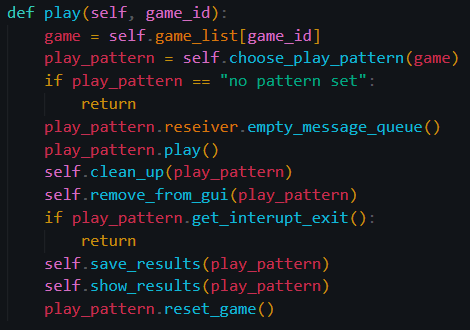 def play(self, game_id):
    game = self.game_list[game_id]
    play_pattern = self.choose_play_pattern(game)
    if play_pattern == "no pattern set":
        return
    play_pattern.reseiver.empty_message_queue()
    play_pattern.play()
    self.clean_up(play_pattern)
    self.remove_from_gui(play_pattern)
    if play_pattern.get_interupt_exit():
        return
    self.save_results(play_pattern)
    self.show_results(play_pattern)
    play_pattern.reset_game()